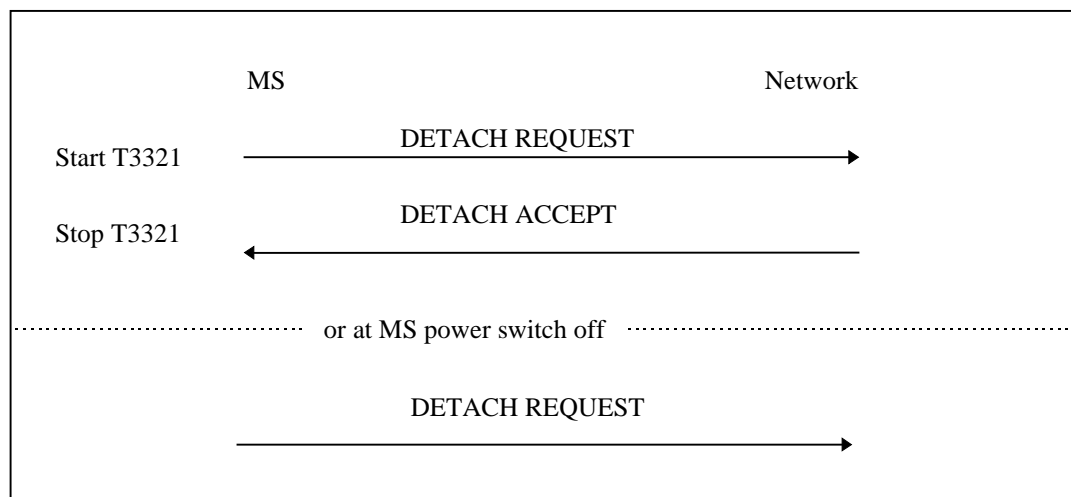 MS Network
Start T3321 DETACH REQUEST
Stop T3321 DETACH ACCEPT
or at MS power switch off
DETACH REQUEST